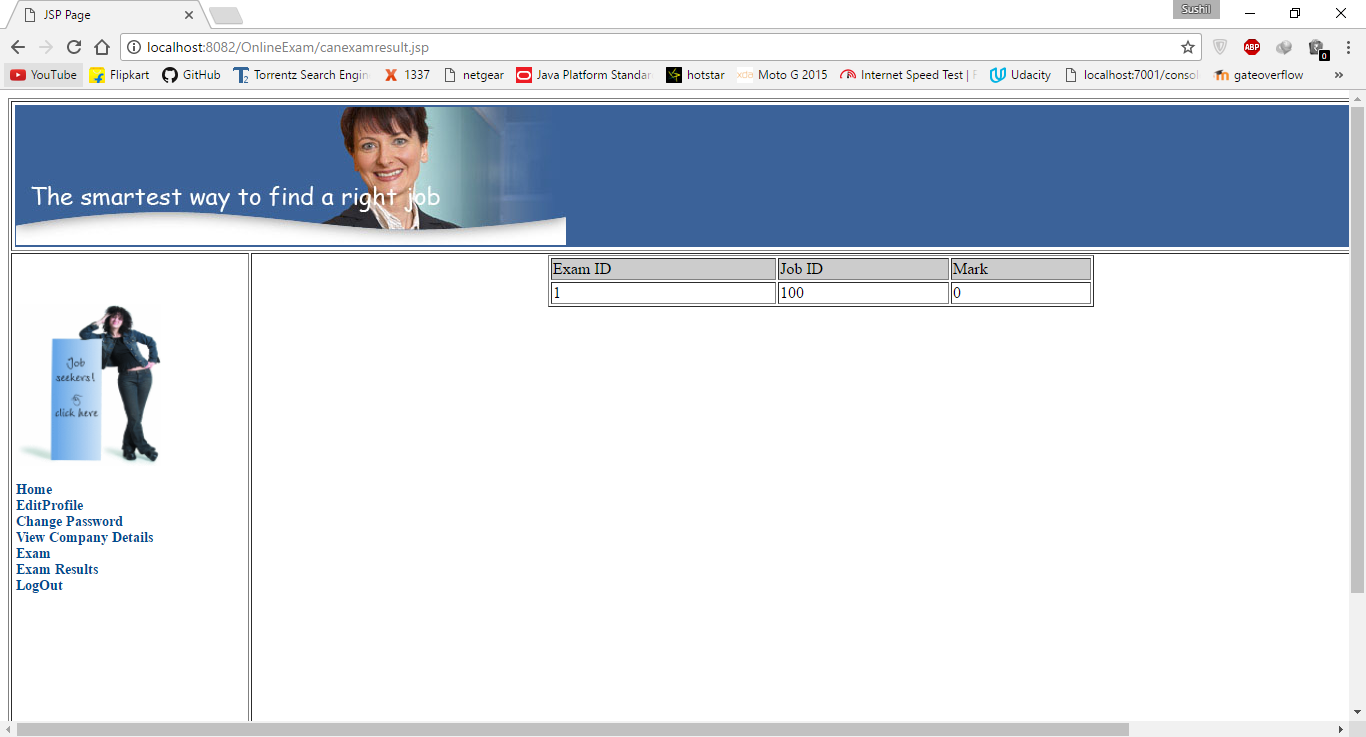 JSP Page
Sushil
localhost:8082/OnlineExam/canexamresult.jsp
ABP
0
YouTube Flipkart GitHub Torrentz Search Engin 1337 netgear Java Platform Standar hotstar xda Moto G 2015 Internet Speed Test | Udacity localhost:7001/consol gateoverflow »
The smartest way to find a right job
Exam ID Job ID Mark
1 100 0
Job
seekers!
click here
Home
EditProfile
Change Password
View Company Details
Exam
Exam Results
LogOut